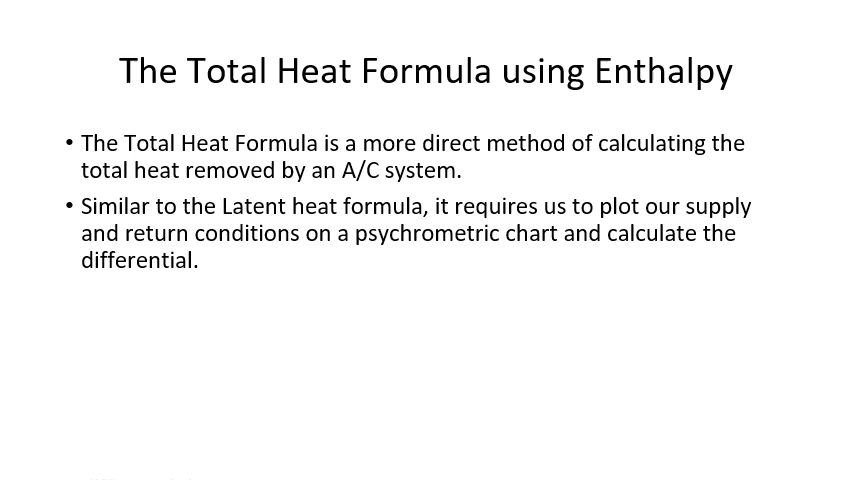 The Total Heat Formula using Enthalpy
• The Total Heat Formula is a more direct method of calculating the
total heat removed by an A/C system.
• Similar to the Latent heat formula, it requires us to plot our supply
and return conditions on a psychrometric chart and calculate the
differential.